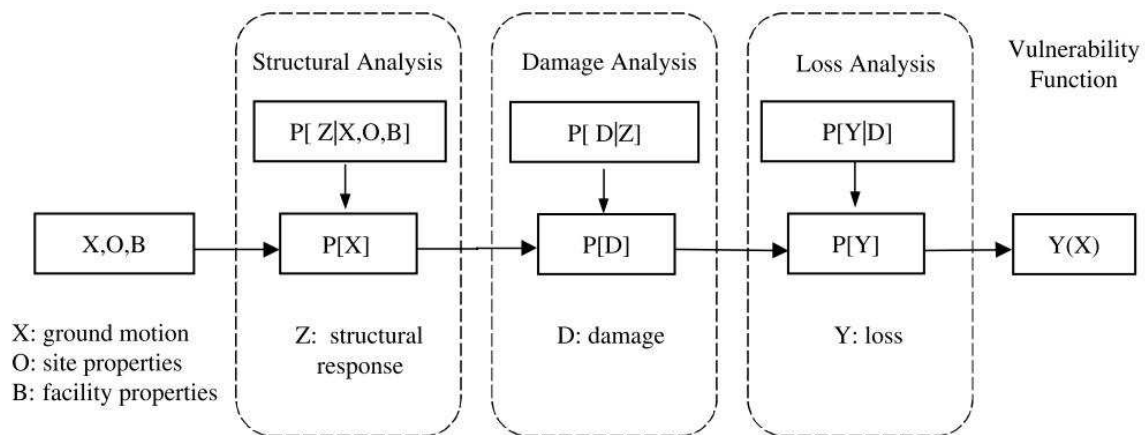 Structural Analysis
Damage Analysis
Loss Analysis
Vulnerability
Function
P[ Z|X,O,B]
P[ D|Z]
P[Y|D]
X,O,B
P[X]
P[D]
P[Y]
Y(X)
X: ground motion
O: site properties
B: facility properties
Z: structural
response
D: damage
Y: loss